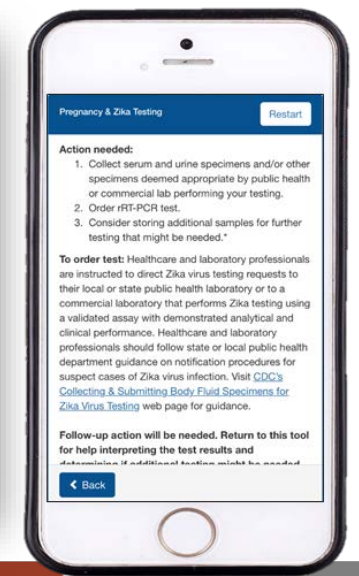 Pregnancy & Zika Testing
Restart
Action needed:
1. Collect serum and urine specimens and/or other
specimens deemed appropriate by public health
or commercial lab performing your testing.
2. Order rRT-PCR test.
3. Consider storing additional samples for further
testing that might be needed.*
To order test: Healthcare and laboratory professionals
are instructed to direct Zika virus testing requests to
their local or state public health laboratory or to a
commercial laboratory that performs Zika testing using
a validated assay with demonstrated analytical and
clinical performance. Healthcare and laboratory
professionals should follow state or local public health
department guidance on notification procedures for
suspect cases of Zika virus infection. Visit CDC's
Collecting & Submitting Body Fluid Specimens for
Zika Virus Testing web page for guidance.
Follow-up action will be needed. Return to this tool
for help interpreting the test results and
determining if additional testing might be needed
Back